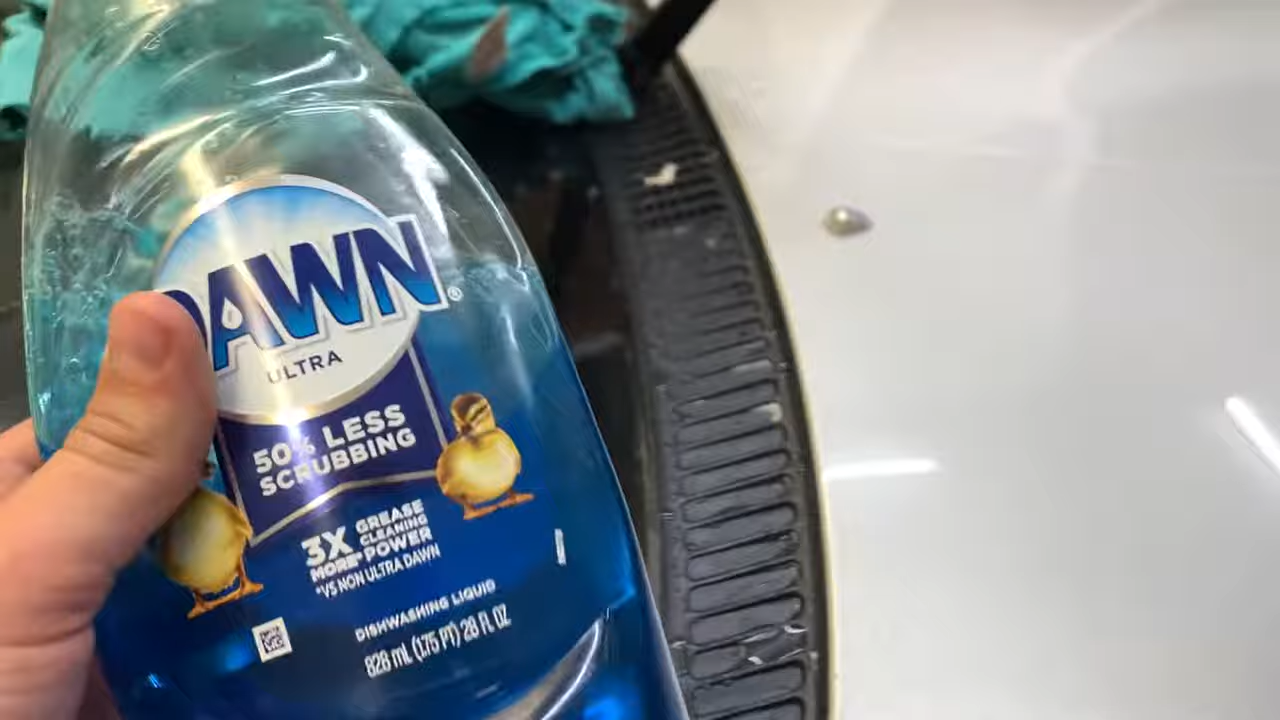 DAWN®
ULTRA
50% LESS
SCRUBBING
3X GREASE
CLEANING
MORE* POWER
*VS NON ULTRA DAWN
DISHWASHING LIQUID
828 mL (1.75 PT) 28 FL OZ